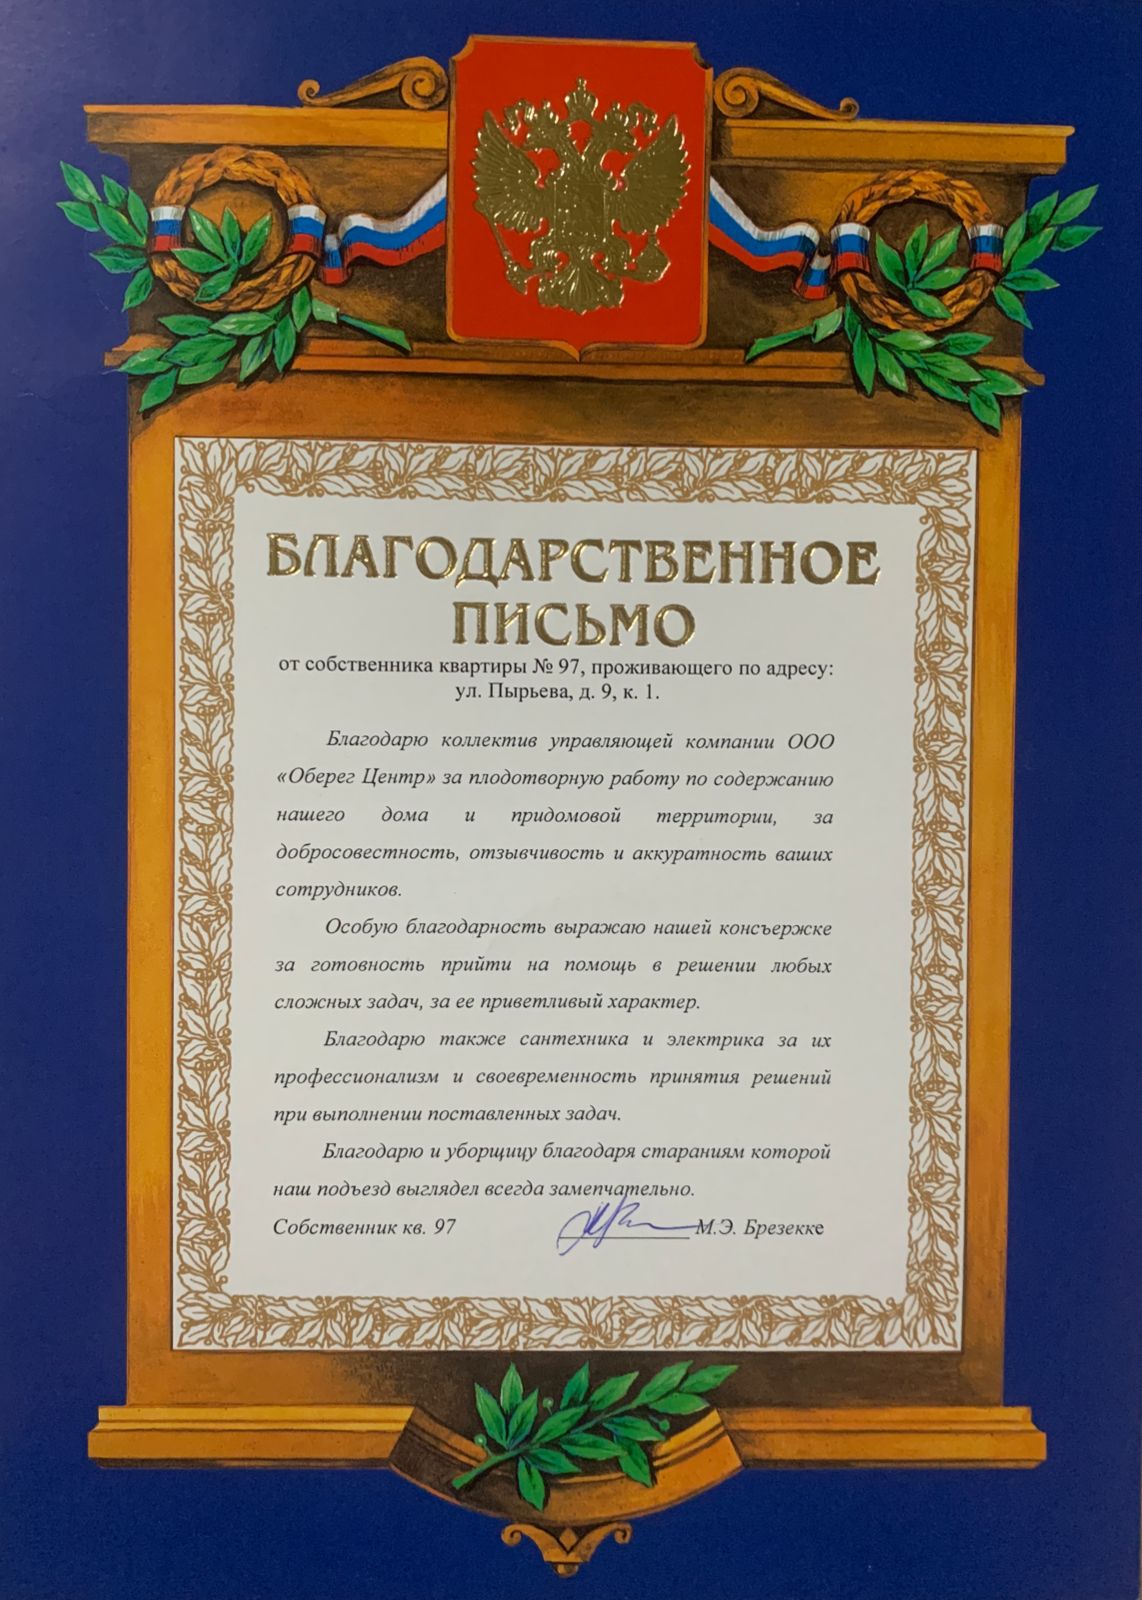 БЛАГОДАРСТВЕННОЕ
ПИСЬМО
от собственника квартиры № 97, проживающего по адресу:
ул. Пырьева, д. 9, к. 1.
Благодарю коллектив управляющей компании ООО
«Оберег Центр» за плодотворную работу по содержанию
нашего дома и придомовой территории, за
добросовестность, отзывчивость и аккуратность ваших
сотрудников.
Особую благодарность выражаю нашей консъержке
за готовность прийти на помощь в решении любых
сложных задач, за ее приветливый характер.
Благодарю также сантехника и электрика за их
профессионализм и своевременность принятия решений
при выполнении поставленных задач.
Благодарю и уборщицу благодаря стараниям которой
наш подъезд выглядел всегда замепчательно.
Собственник кв. 97 М.Э. Брезекке